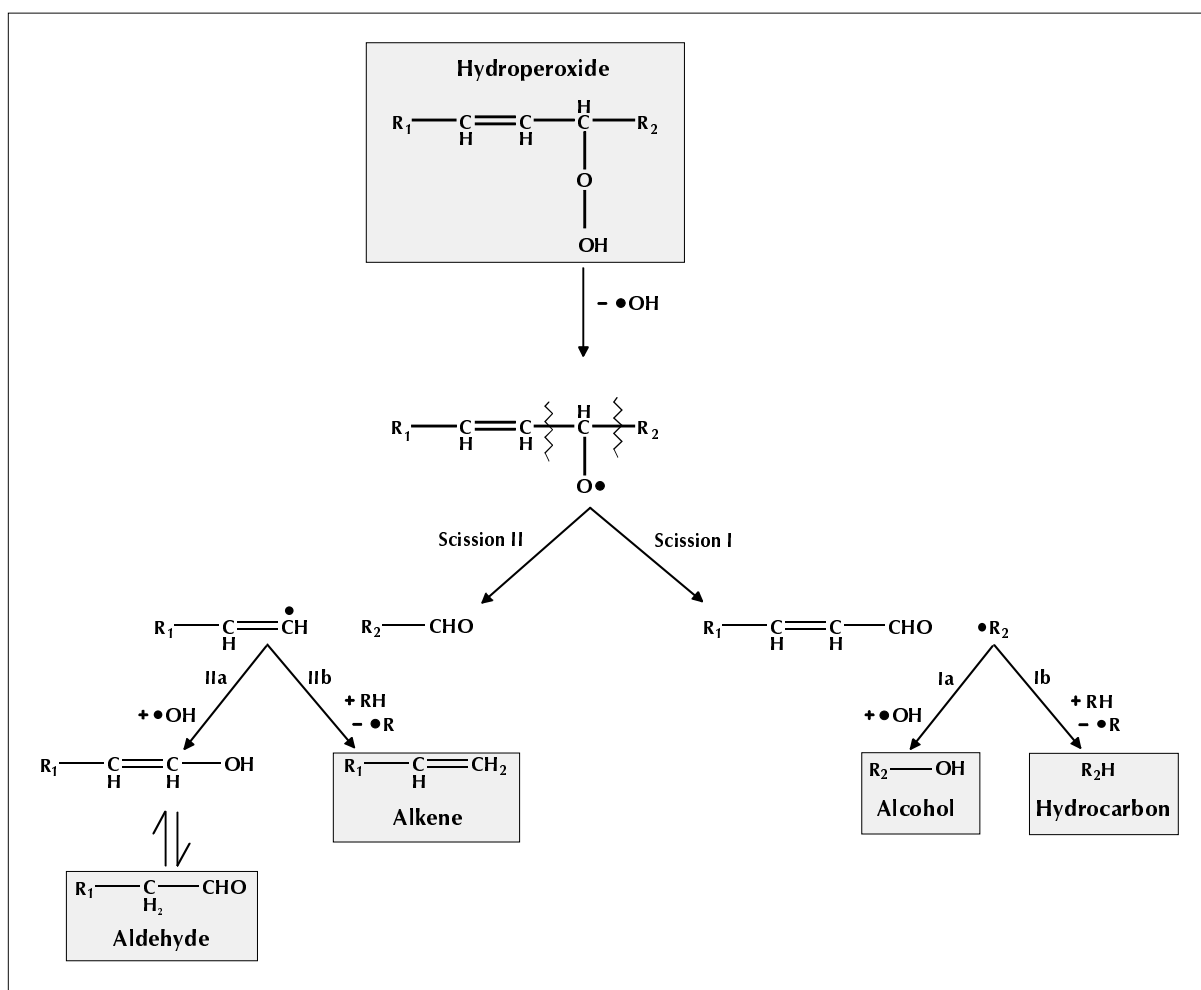 Hydroperoxide
H
R₁ C C C R₂
H H
O
OH
− •OH
H
R₁ C C C R₂
H H
O•
Scission II Scission I
•
R₁ C CH R₂ CHO R₁ C C CHO •R₂
H H H
IIa IIb Ia Ib
+ •OH + RH + •OH + RH
− •R − •R
R₁ C C OH R₁ C CH₂ R₂ OH R₂H
H H H
Alkene Alcohol Hydrocarbon
R₁ C CHO
H₂
Aldehyde